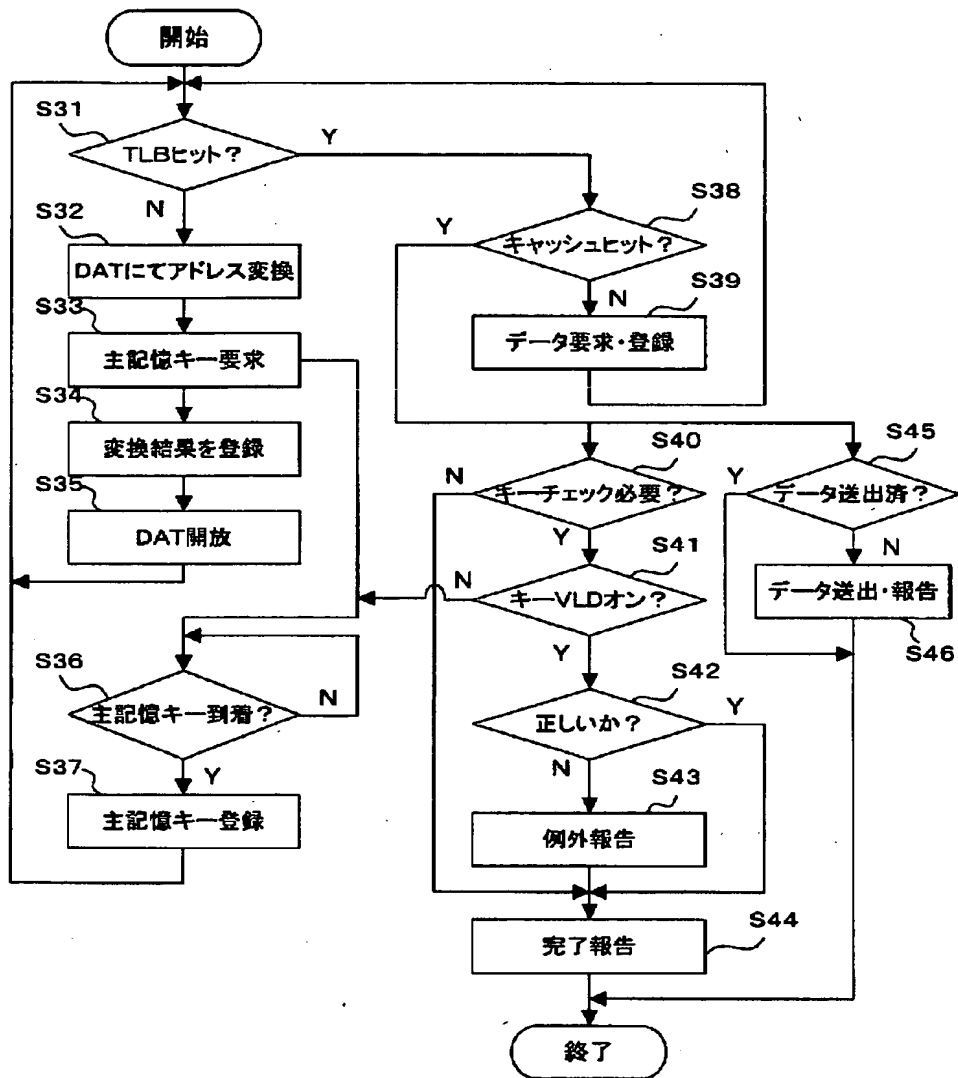 開始
S31
TLBヒット?
Y
N
S32
DATにてアドレス変換
S33
主記憶キー要求
S34
変換結果を登録
S35
DAT開放
S36
主記憶キー到着?
N
Y
S37
主記憶キー登録
S38
キャッシュヒット?
Y
N
S39
データ要求・登録
S40
キーチェック必要?
N
Y
S41
キーVLDオン?
N
Y
S42
正しいか?
Y
N
S43
例外報告
S44
完了報告
S45
データ送出済?
Y
N
データ送出・報告
S46
終了